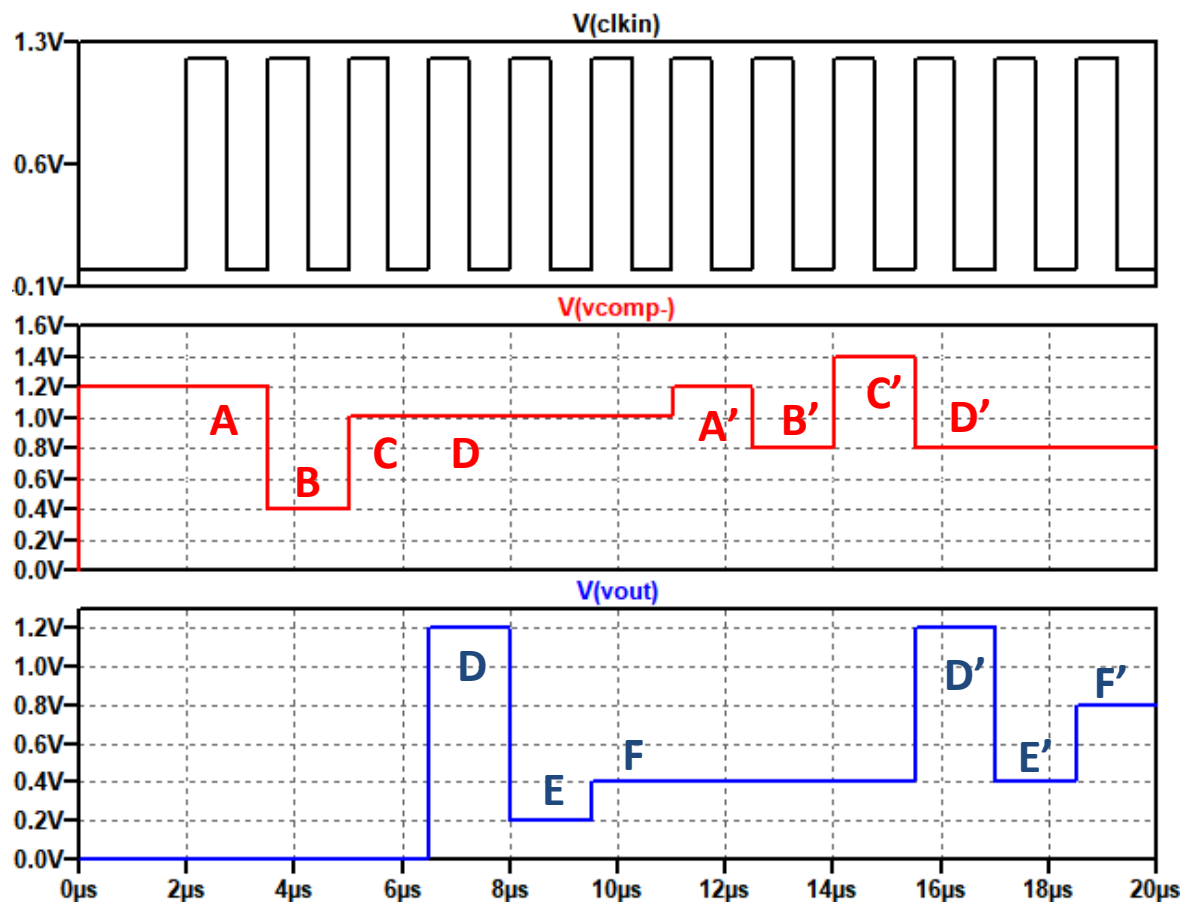 V(clkin)
1.3V
0.6V
-0.1V
V(vcomp-)
1.6V
1.4V
1.2V
1.0V
0.8V
0.6V
0.4V
0.2V
0.0V
A
B
C
D
A’
B’
C’
D’
V(vout)
1.2V
1.0V
0.8V
0.6V
0.4V
0.2V
0.0V
D
E
F
D’
E’
F’
0µs 2µs 4µs 6µs 8µs 10µs 12µs 14µs 16µs 18µs 20µs